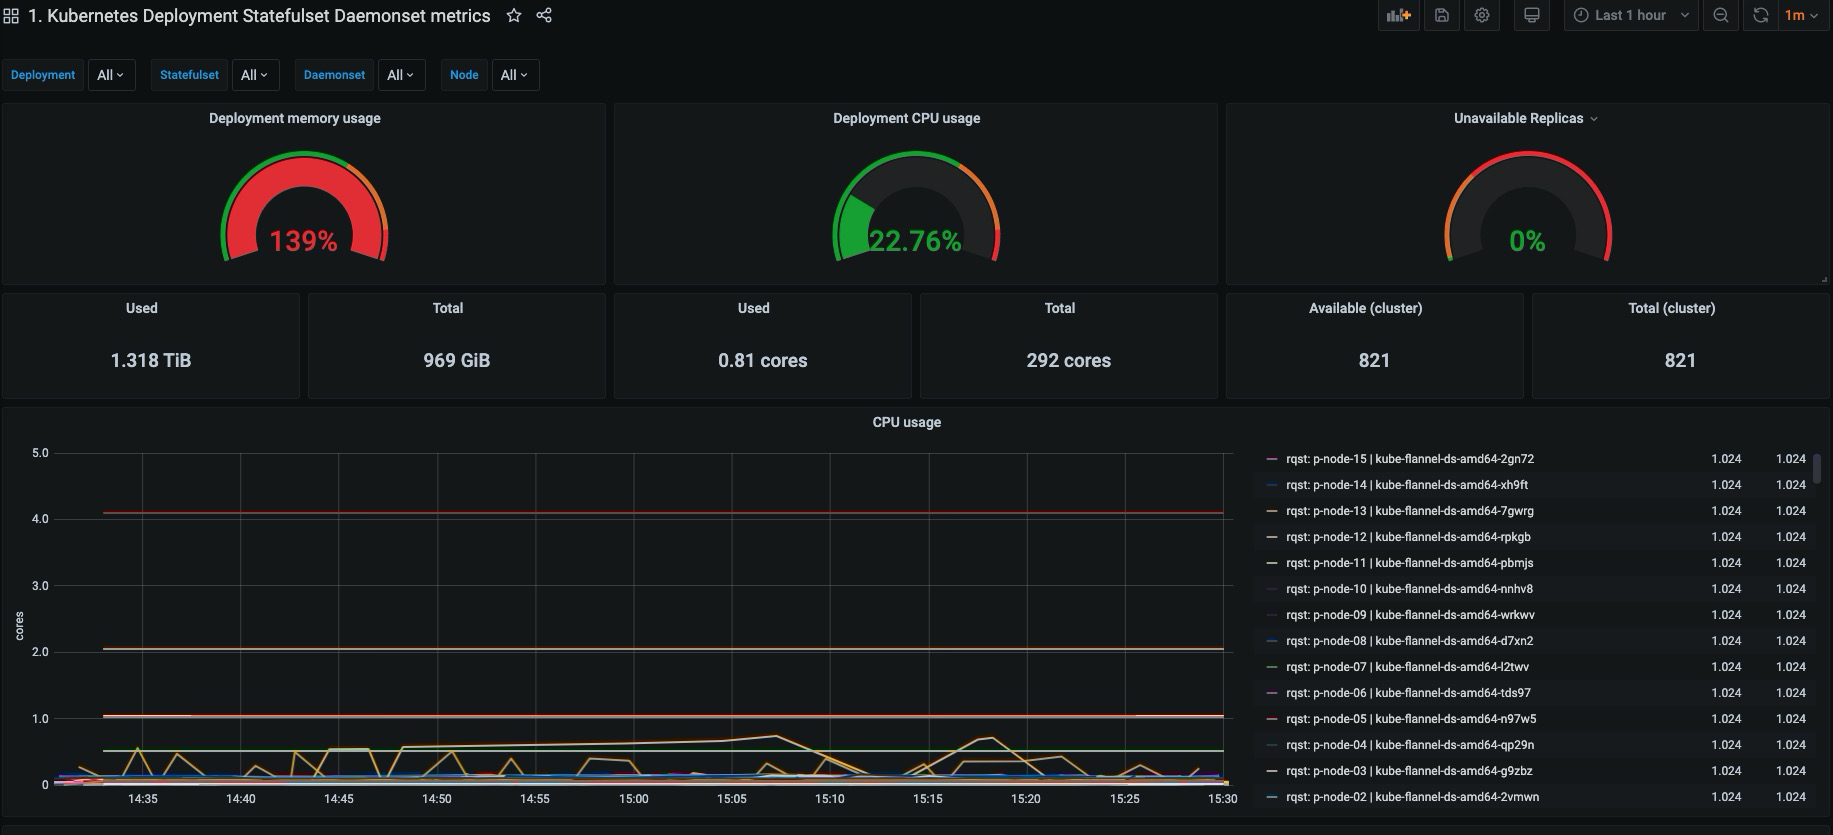 1. Kubernetes Deployment Statefulset Daemonset metrics
Last 1 hour
1m
Deployment All Statefulset All Daemonset All Node All
Deployment memory usage
139%
Deployment CPU usage
22.76%
Unavailable Replicas
0%
Used
1.318 TiB
Total
969 GiB
Used
0.81 cores
Total
292 cores
Available (cluster)
821
Total (cluster)
821
CPU usage
cores
5.0
4.0
3.0
2.0
1.0
0
14:35 14:40 14:45 14:50 14:55 15:00 15:05 15:10 15:15 15:20 15:25 15:30
rqst: p-node-15 | kube-flannel-ds-amd64-2gn72 1.024 1.024
rqst: p-node-14 | kube-flannel-ds-amd64-xh9ft 1.024 1.024
rqst: p-node-13 | kube-flannel-ds-amd64-7gwrg 1.024 1.024
rqst: p-node-12 | kube-flannel-ds-amd64-rpkgb 1.024 1.024
rqst: p-node-11 | kube-flannel-ds-amd64-pbmjs 1.024 1.024
rqst: p-node-10 | kube-flannel-ds-amd64-nnhv8 1.024 1.024
rqst: p-node-09 | kube-flannel-ds-amd64-wrkwv 1.024 1.024
rqst: p-node-08 | kube-flannel-ds-amd64-d7xn2 1.024 1.024
rqst: p-node-07 | kube-flannel-ds-amd64-l2twv 1.024 1.024
rqst: p-node-06 | kube-flannel-ds-amd64-tds97 1.024 1.024
rqst: p-node-05 | kube-flannel-ds-amd64-n97w5 1.024 1.024
rqst: p-node-04 | kube-flannel-ds-amd64-qp29n 1.024 1.024
rqst: p-node-03 | kube-flannel-ds-amd64-g9zbz 1.024 1.024
rqst: p-node-02 | kube-flannel-ds-amd64-2vmwn 1.024 1.024